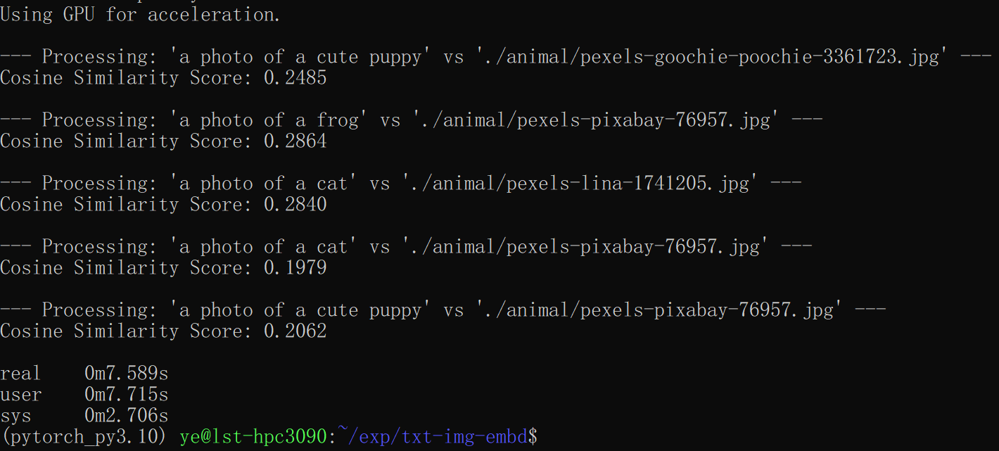 Using GPU for acceleration.
--- Processing: 'a photo of a cute puppy' vs './animal/pexels-goochie-poochie-3361723.jpg' ---
Cosine Similarity Score: 0.2485
--- Processing: 'a photo of a frog' vs './animal/pexels-pixabay-76957.jpg' ---
Cosine Similarity Score: 0.2864
--- Processing: 'a photo of a cat' vs './animal/pexels-lina-1741205.jpg' ---
Cosine Similarity Score: 0.2840
--- Processing: 'a photo of a cat' vs './animal/pexels-pixabay-76957.jpg' ---
Cosine Similarity Score: 0.1979
--- Processing: 'a photo of a cute puppy' vs './animal/pexels-pixabay-76957.jpg' ---
Cosine Similarity Score: 0.2062
real 0m7.589s
user 0m7.715s
sys 0m2.706s
(pytorch_py3.10) ye@lst-hpc3090:~/exp/txt-img-embd$